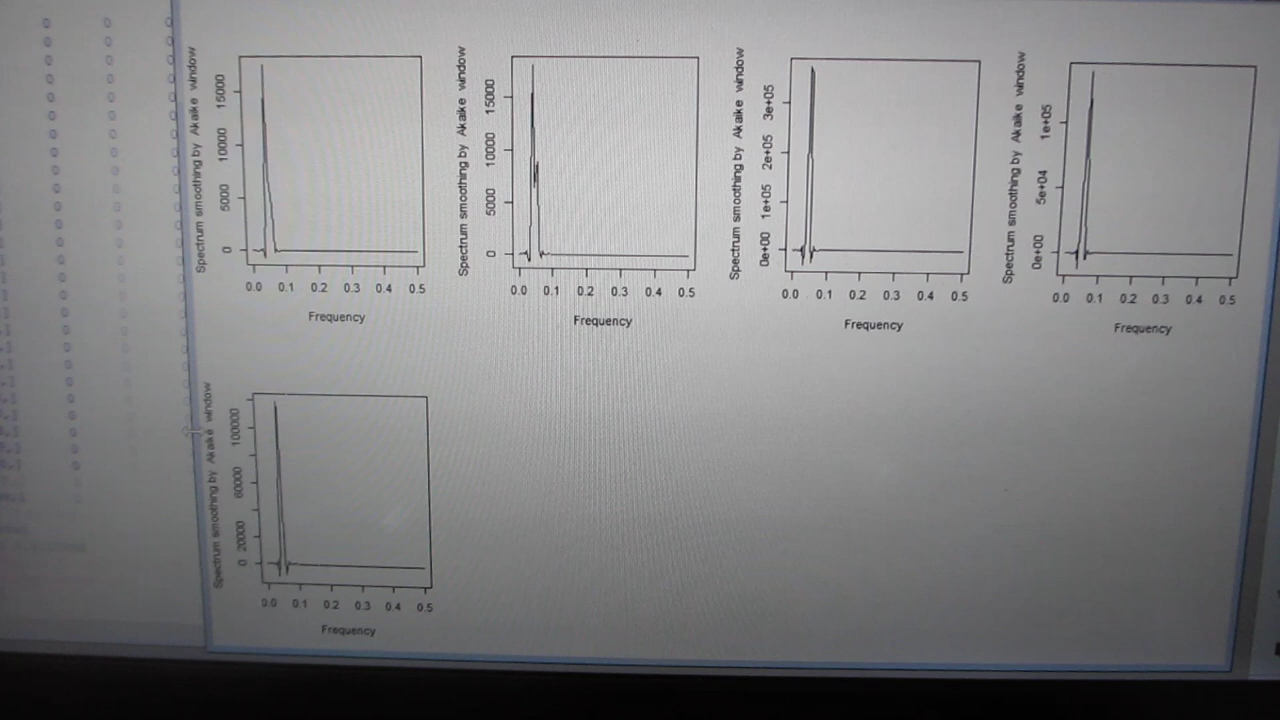 Spectrum smoothing by Akaike window
15000
10000
5000
0
0.0 0.1 0.2 0.3 0.4 0.5
Frequency
Spectrum smoothing by Akaike window
15000
10000
5000
0
0.0 0.1 0.2 0.3 0.4 0.5
Frequency
Spectrum smoothing by Akaike window
3e+05
2e+05
1e+05
0e+00
0.0 0.1 0.2 0.3 0.4 0.5
Frequency
Spectrum smoothing by Akaike window
1e+05
5e+04
0e+00
0.0 0.1 0.2 0.3 0.4 0.5
Frequency
Spectrum smoothing by Akaike window
100000
60000
20000
0
0.0 0.1 0.2 0.3 0.4 0.5
Frequency